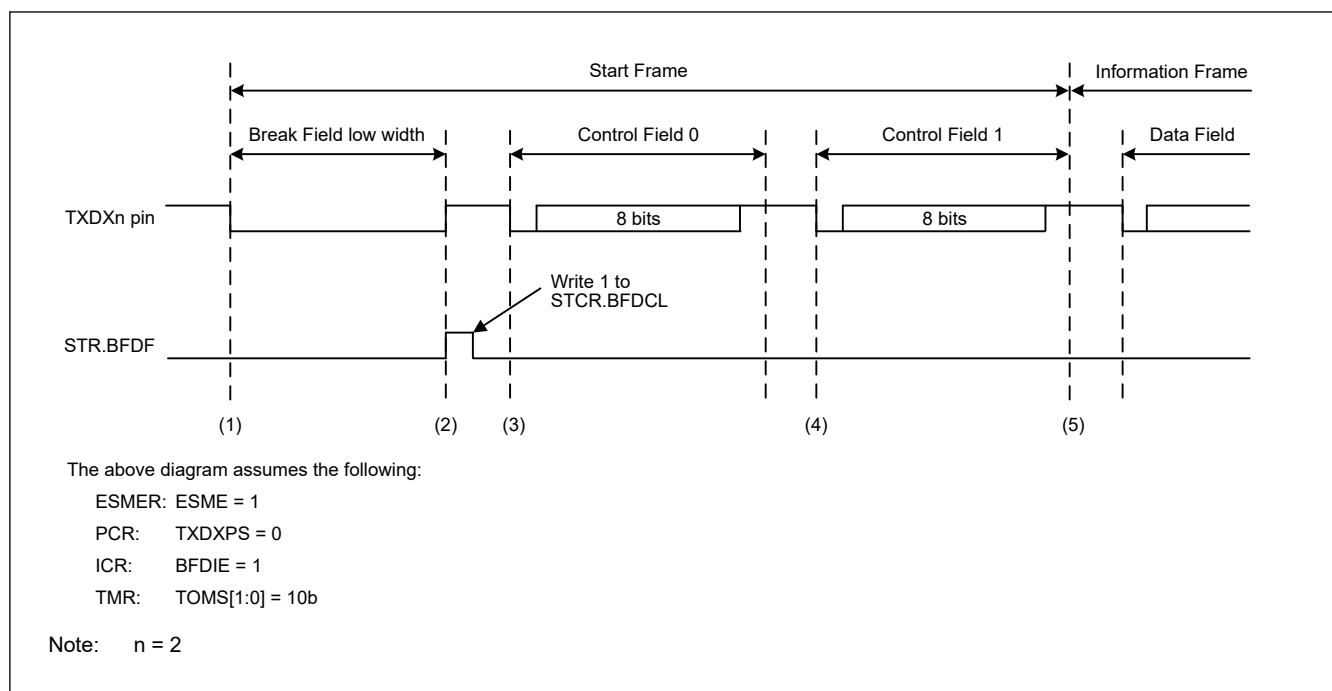 Start Frame
Information Frame
Break Field low width
Control Field 0
Control Field 1
Data Field
TXDXn pin
8 bits
8 bits
Write 1 to
STCR.BFDCL
STR.BFDF
(1)
(2)
(3)
(4)
(5)
The above diagram assumes the following:
ESMER: ESME = 1
PCR: TXDXPS = 0
ICR: BFDIE = 1
TMR: TOMS[1:0] = 10b
Note: n = 2